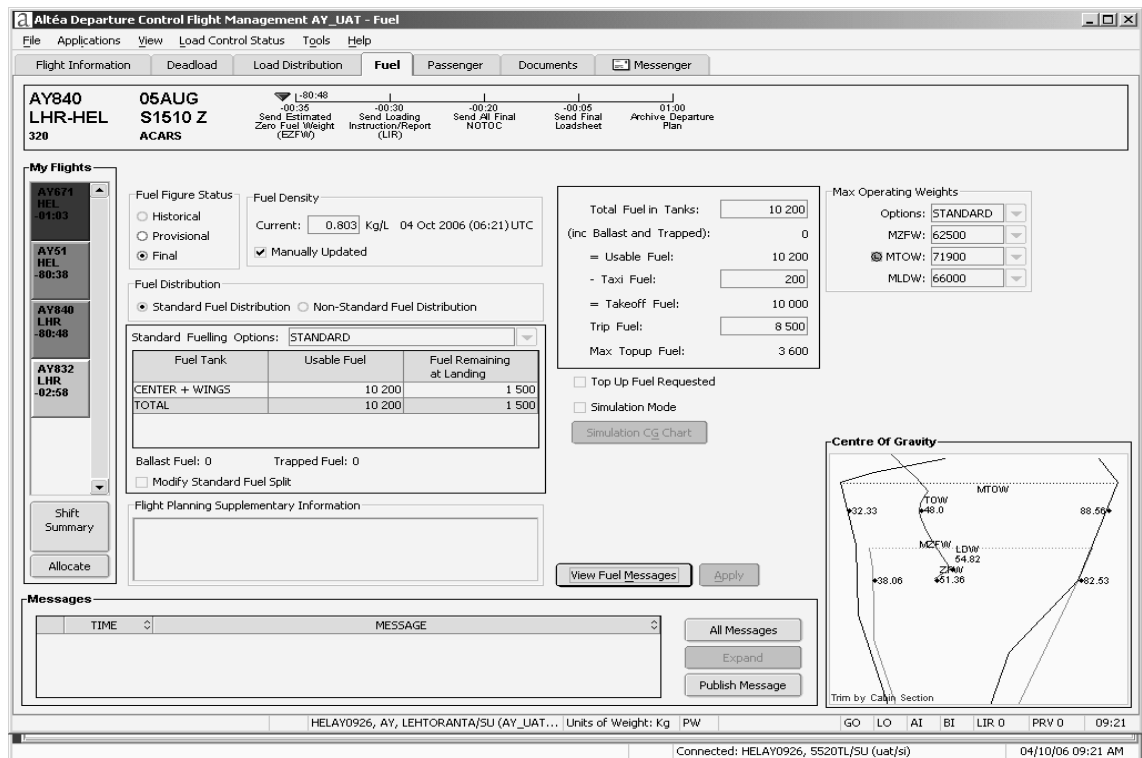 a Altéa Departure Control Flight Management AY_UAT - Fuel
File Applications View Load Control Status Tools Help
Flight Information Deadload Load Distribution Fuel Passenger Documents Messenger
AY840 05AUG -80:48
LHR-HEL S1510 Z
320 ACARS
-00:35 -00:30 -00:20 -00:05 01:00
Send Estimated Send Loading Send All Final Send Final Archive Departure
Zero Fuel Weight Instruction/Report NOTOC Loadsheet Plan
(EZFW) (LIR)
My Flights
AY671
HEL
-01:03
AY51
HEL
-80:38
AY840
LHR
-80:48
AY832
LHR
-02:58
Shift
Summary
Allocate
Fuel Figure Status
Historical
Provisional
Final
Fuel Density
Current: 0.803 Kg/L 04 Oct 2006 (06:21)UTC
Manually Updated
Fuel Distribution
Standard Fuel Distribution Non-Standard Fuel Distribution
Standard Fuelling Options: STANDARD
Fuel Tank Usable Fuel Fuel Remaining
at Landing
CENTER + WINGS 10 200 1 500
TOTAL 10 200 1 500
Ballast Fuel: 0 Trapped Fuel: 0
Modify Standard Fuel Split
Flight Planning Supplementary Information
Total Fuel in Tanks: 10 200
(inc Ballast and Trapped): 0
= Usable Fuel: 10 200
- Taxi Fuel: 200
= Takeoff Fuel: 10 000
Trip Fuel: 8 500
Max Topup Fuel: 3 600
Top Up Fuel Requested
Simulation Mode
Simulation CG Chart
View Fuel Messages Apply
Max Operating Weights
Options: STANDARD
MZFW: 62500
MTOW: 71900
MLDW: 66000
Centre Of Gravity
MTOW
TOW
32.33 48.0 88.56
MZFW LDW
54.82
ZFW
38.06 51.36 82.53
Trim by Cabin Section
Messages
TIME MESSAGE
All Messages
Expand
Publish Message
HELAY0926, AY, LEHTORANTA/SU (AY_UAT... Units of Weight: Kg PW GO LO AI BI LIR 0 PRV 0 09:21
Connected: HELAY0926, 5520TL/SU (uat/si) 04/10/06 09:21 AM